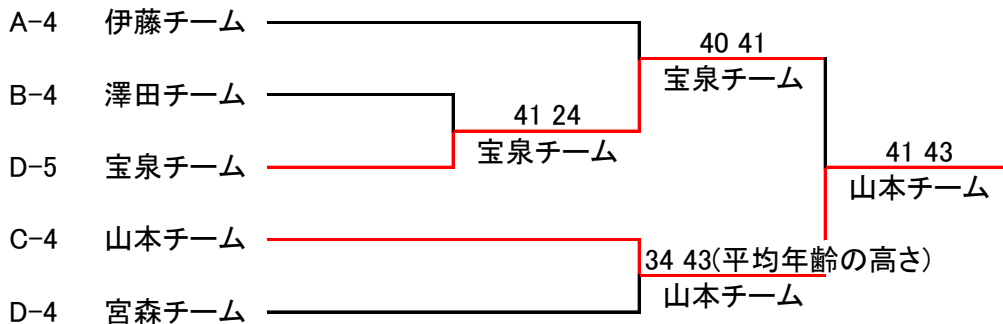 A-4 伊藤チーム
40 41
宝泉チーム
B-4 澤田チーム
41 24
宝泉チーム
D-5 宝泉チーム
41 43
山本チーム
C-4 山本チーム
34 43(平均年齢の高さ)
山本チーム
D-4 宮森チーム